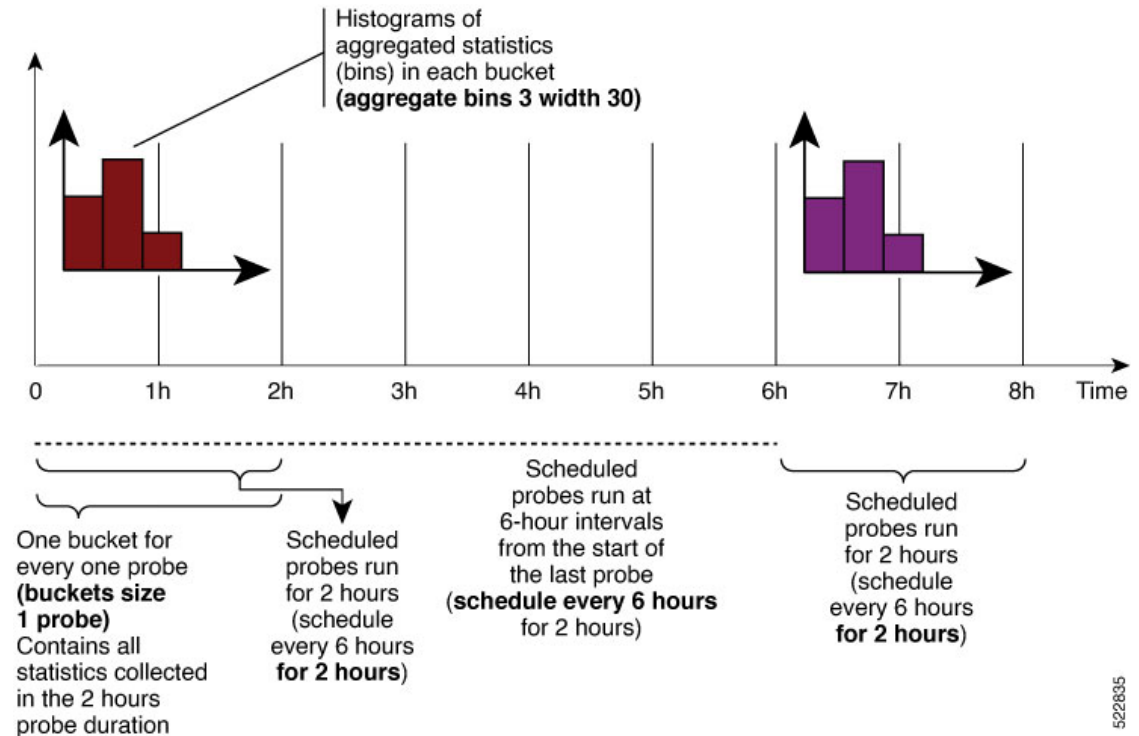 Histograms of
aggregated statistics
(bins) in each bucket
(aggregate bins 3 width 30)
0
1h
2h
3h
4h
5h
6h
7h
8h
Time
One bucket for
every one probe
(buckets size
1 probe)
Contains all
statistics collected
in the 2 hours
probe duration
Scheduled
probes run
for 2 hours
(schedule
every 6 hours
for 2 hours)
Scheduled
probes run at
6-hour intervals
from the start of
the last probe
(schedule every 6 hours
for 2 hours)
Scheduled
probes run
for 2 hours
(schedule
every 6 hours
for 2 hours)
522835